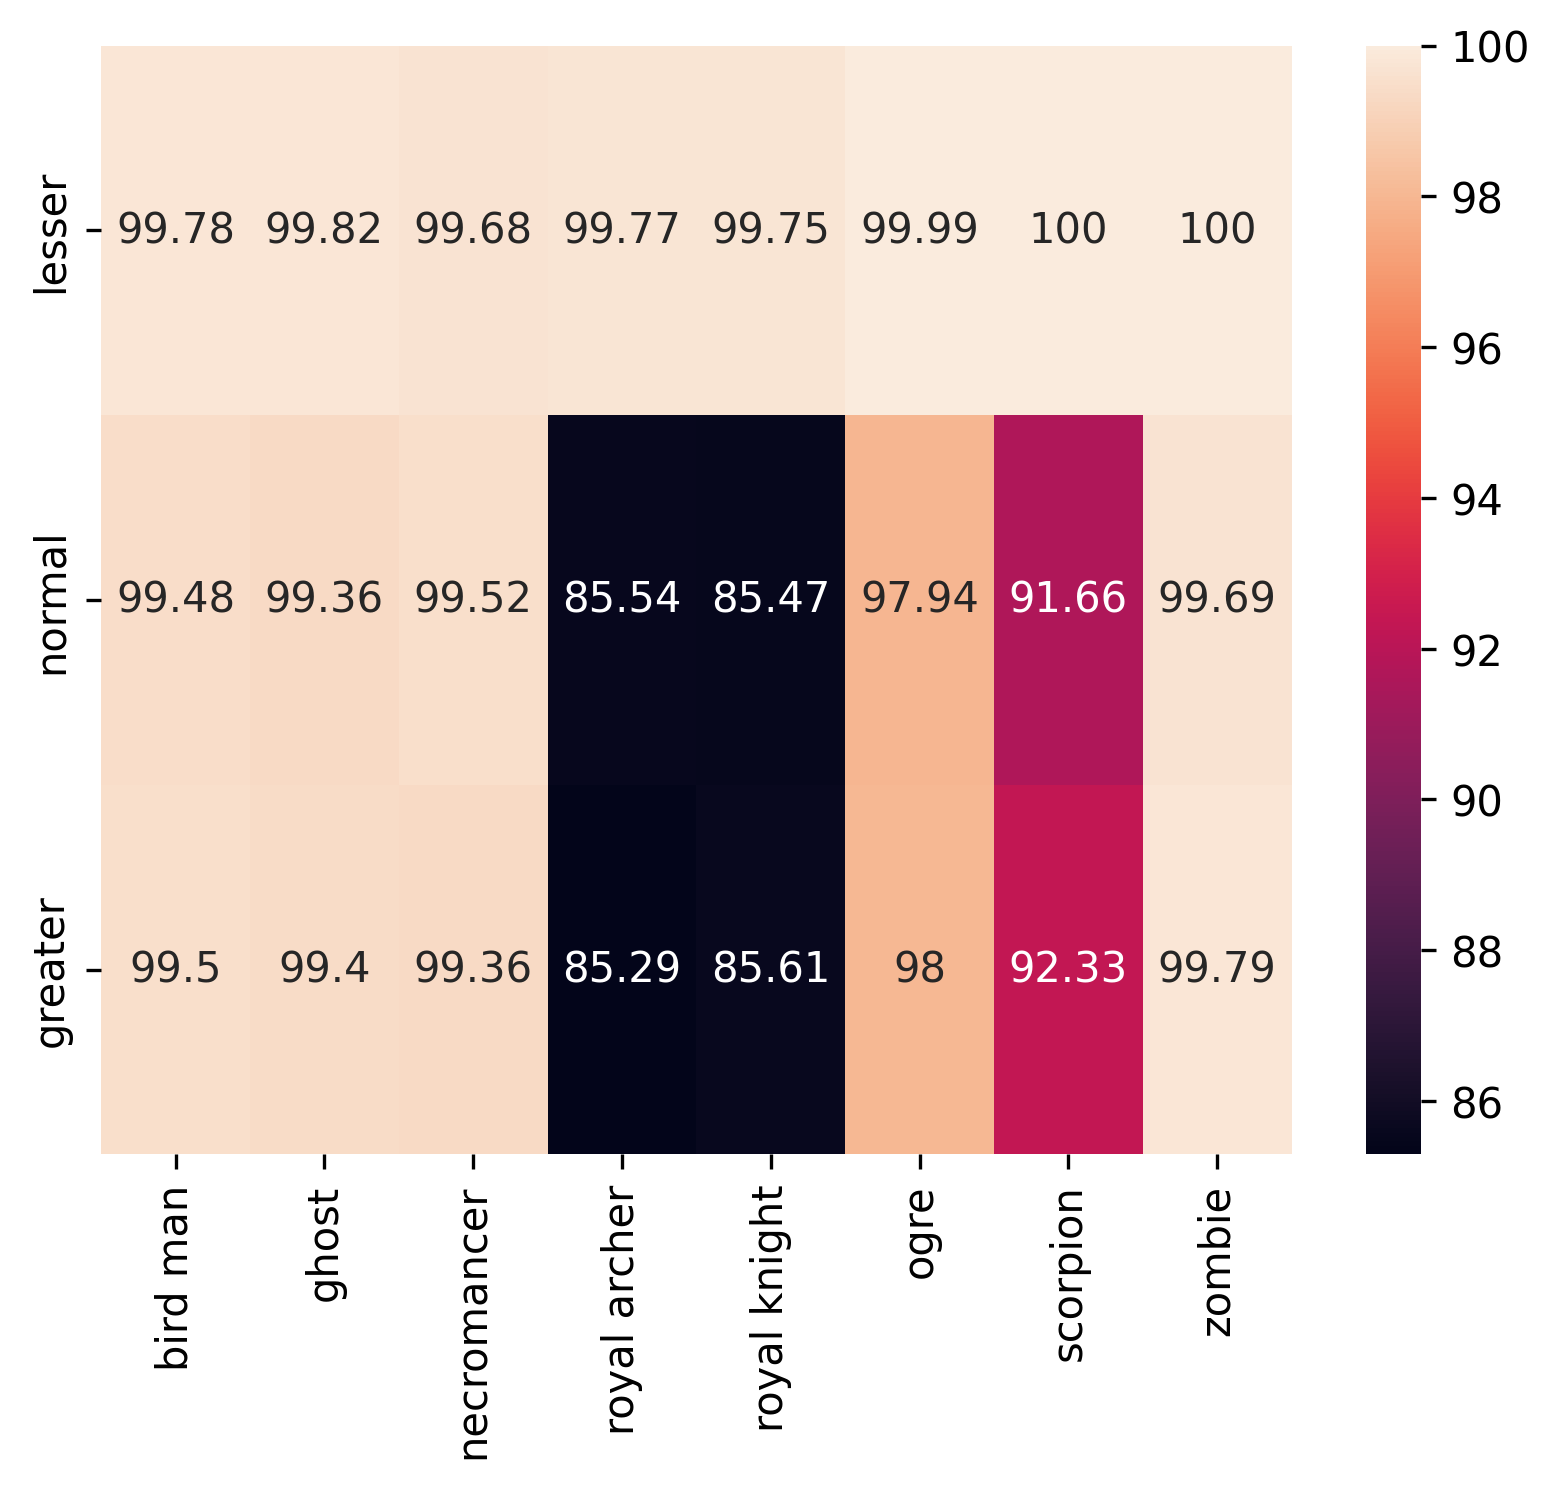 100
98
96
94
92
90
88
86
lesser
99.78 99.82 99.68 99.77 99.75 99.99 100 100
normal
99.48 99.36 99.52 85.54 85.47 97.94 91.66 99.69
greater
99.5 99.4 99.36 85.29 85.61 98 92.33 99.79
bird man
ghost
necromancer
royal archer
royal knight
ogre
scorpion
zombie